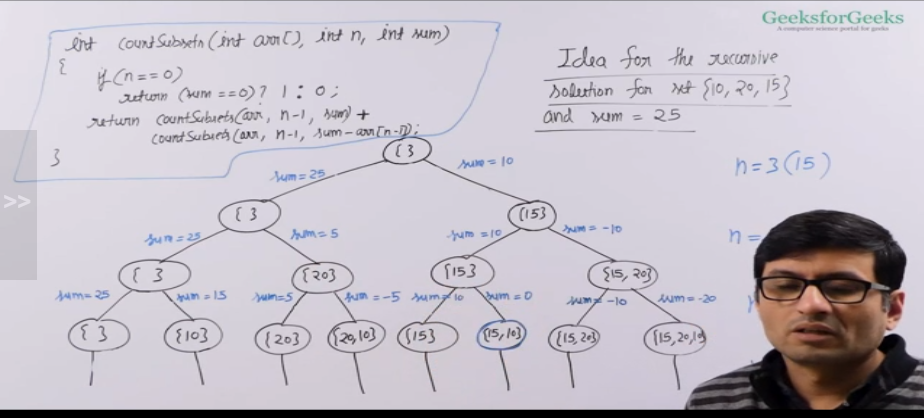 GeeksforGeeks
A computer science portal for geeks
int countSubsets(int arr[], int n, int sum)
{
if(n==0)
return (sum==0)? 1 : 0;
return countSubsets(arr, n-1, sum) +
countSubsets(arr, n-1, sum-arr[n-1]);
}
Idea for the recursive
solution for set {10, 20, 15}
and sum = 25
{ }
sum=25
sum=10
n=3(15)
{ }
{15}
sum=25
sum=5
sum=10
sum=-10
n=
{ }
{20}
{15}
{15, 20}
sum=25
sum=15
sum=5
sum=-5
sum=10
sum=0
sum=-10
sum=-20
{ }
{10}
{20}
{20,10}
{15}
{15,10}
{15,20}
{15,20,10}
>>